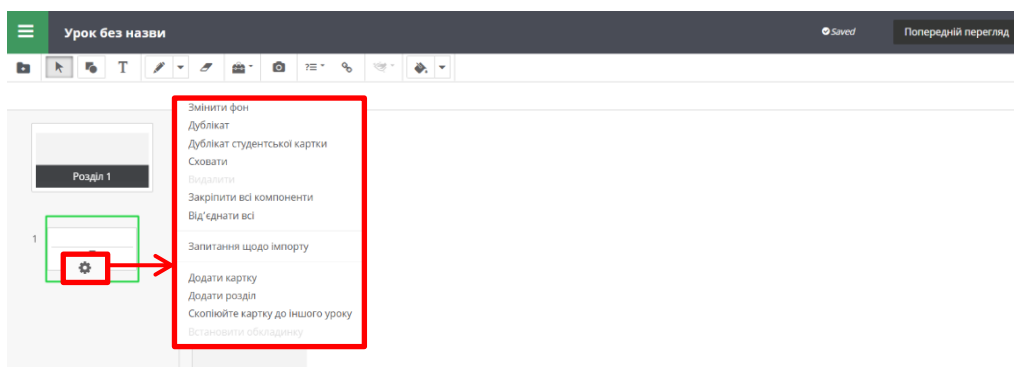 Урок без назви
Saved
Попередній перегляд
T
Змінити фон
Дублікат
Дублікат студентської картки
Сховати
Видалити
Закріпити всі компоненти
Від'єднати всі
Розділ 1
1
Запитання щодо імпорту
Додати картку
Додати розділ
Скопіюйте картку до іншого уроку
Встановити обкладинку